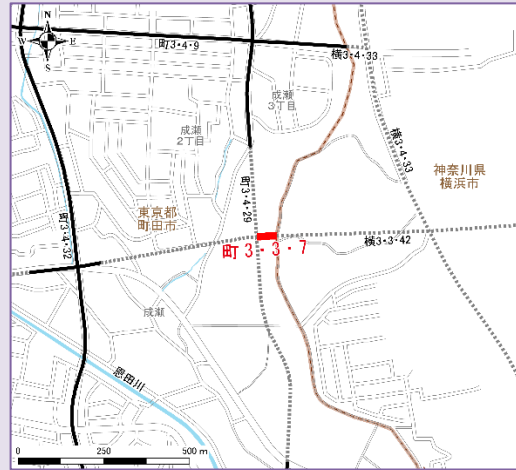 N
W
E
S
町3・4・9
横3・4・33
成瀬
3丁目
成瀬
2丁目
横3・4・33
神奈川県
横浜市
東京都
町田市
町3・4・29
町3・4・32
横3・3・42
町3・3・7
成瀬
恩田川
0
250
500 m